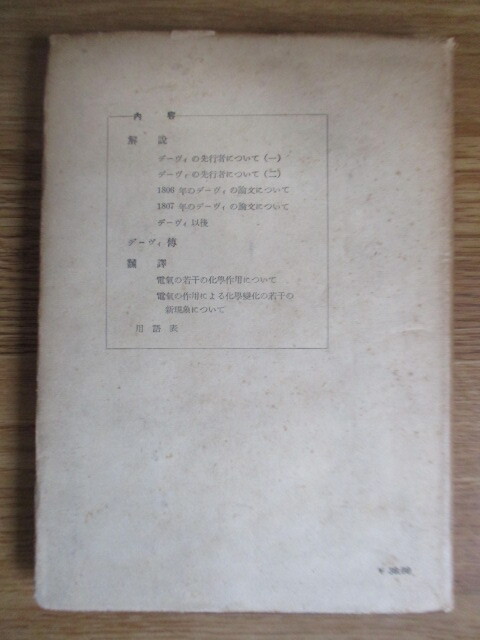 內容
解說
デーヴィの先行者について（一）
デーヴィの先行者について（二）
1806 年のデーヴィの論文について
1807 年のデーヴィの論文について
デーヴィ以後
デーヴィ傳
飜譯
電氣の若干の化學作用について
電氣の作用による化學變化の若干の
新現象について
用語表